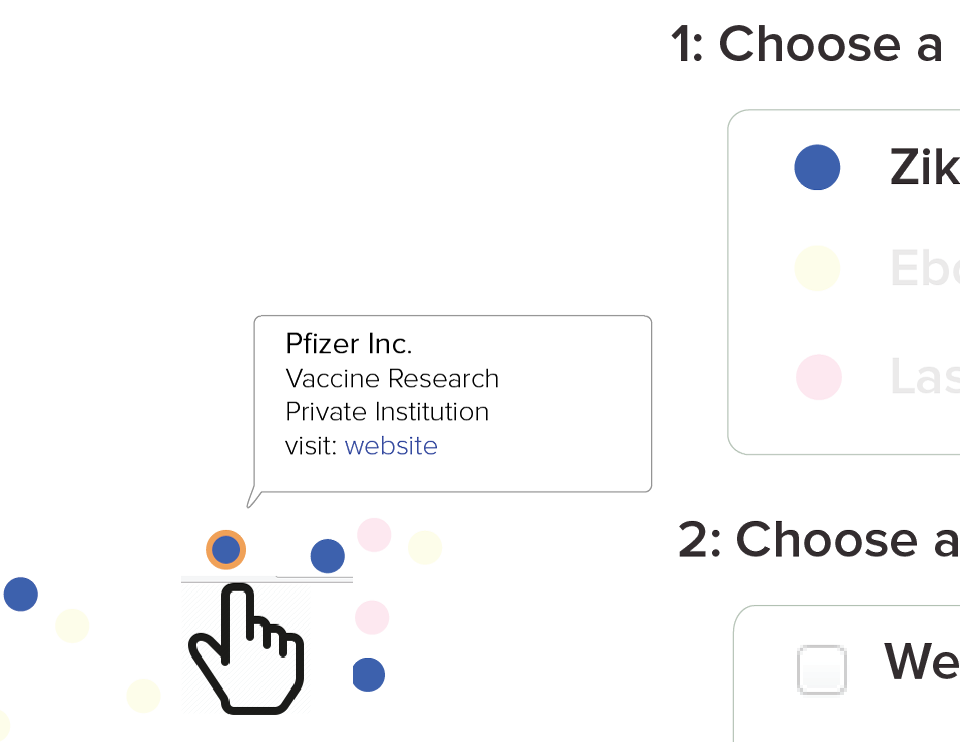 1: Choose a
Zik
Ebo
Las
Pfizer Inc.
Vaccine Research
Private Institution
visit: website
2: Choose a
We